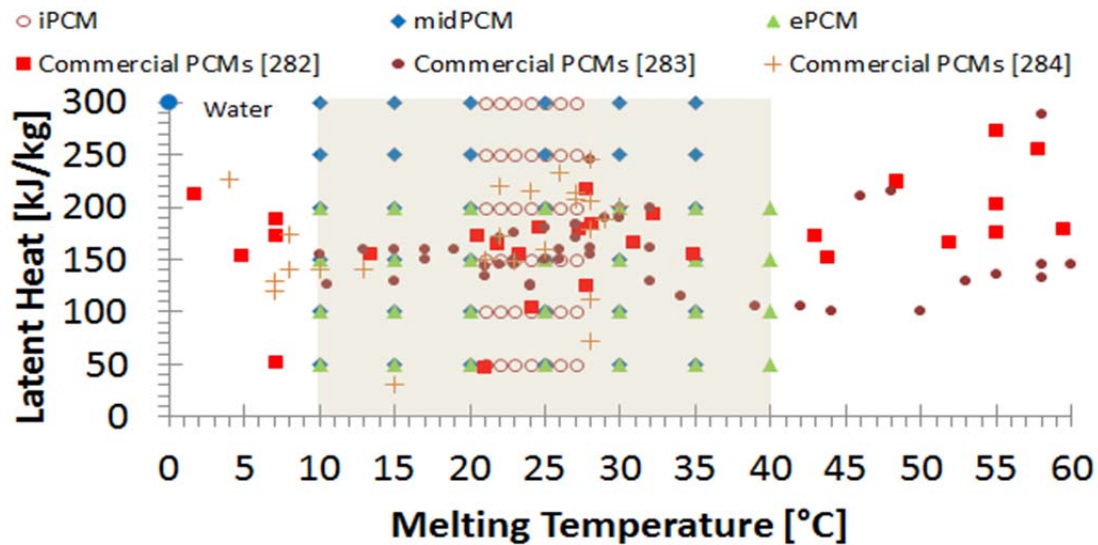 iPCM midPCM ePCM
Commercial PCMs [282] Commercial PCMs [283] Commercial PCMs [284]
Latent Heat [kJ/kg]
300
Water
250
200
150
100
50
0
0 5 10 15 20 25 30 35 40 45 50 55 60
Melting Temperature [°C]